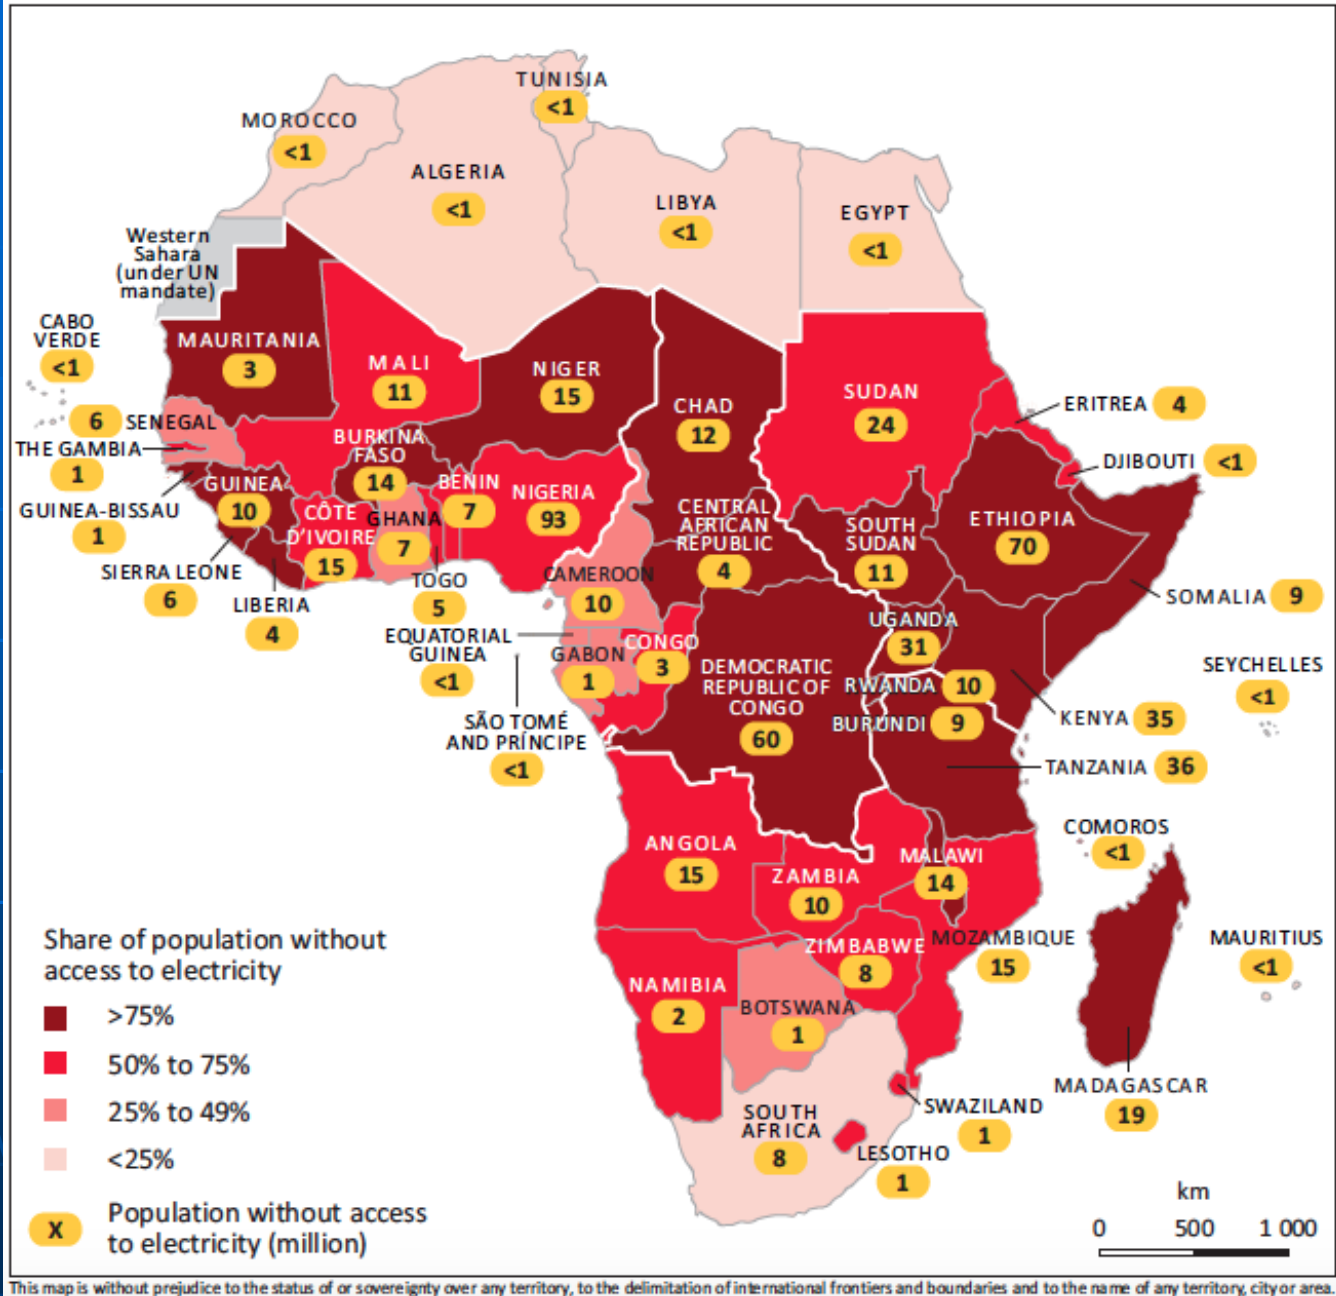 TUNISIA
<1
MOROCCO
<1
ALGERIA
<1
LIBYA
<1
EGYPT
<1
Western
Sahara
(under UN
mandate)
CABO
VERDE
<1
MAURITANIA
3
MALI
11
NIGER
15
CHAD
12
SUDAN
24
ERITREA 4
DJIBOUTI <1
6 SENEGAL
THE GAMBIA
1
GUINEA-BISSAU
1
GUINEA
10
SIERRA LEONE
6
LIBERIA
4
BURKINA
FASO
14
CÔTE
D'IVOIRE
15
GHANA
7
TOGO
5
BENIN
7
NIGERIA
93
CAMEROON
10
CENTRAL
AFRICAN
REPUBLIC
4
SOUTH
SUDAN
11
ETHIOPIA
70
SOMALIA 9
EQUATORIAL
GUINEA
<1
SÃO TOMÉ
AND PRÍNCIPE
<1
GABON
1
CONGO
3
DEMOCRATIC
REPUBLIC OF
CONGO
60
UGANDA
31
RWANDA 10
BURUNDI 9
KENYA 35
TANZANIA 36
SEYCHELLES
<1
COMOROS
<1
ANGOLA
15
ZAMBIA
10
MALAWI
14
MOZAMBIQUE
15
ZIMBABWE
8
NAMIBIA
2
BOTSWANA
1
MAURITIUS
<1
MADAGASCAR
19
SOUTH
AFRICA
8
SWAZILAND
1
LESOTHO
1
Share of population without
access to electricity
>75%
50% to 75%
25% to 49%
<25%
X Population without access
to electricity (million)
km
0 500 1 000
This map is without prejudice to the status of or sovereignty over any territory, to the delimitation of international frontiers and boundaries and to the name of any territory, city or area.